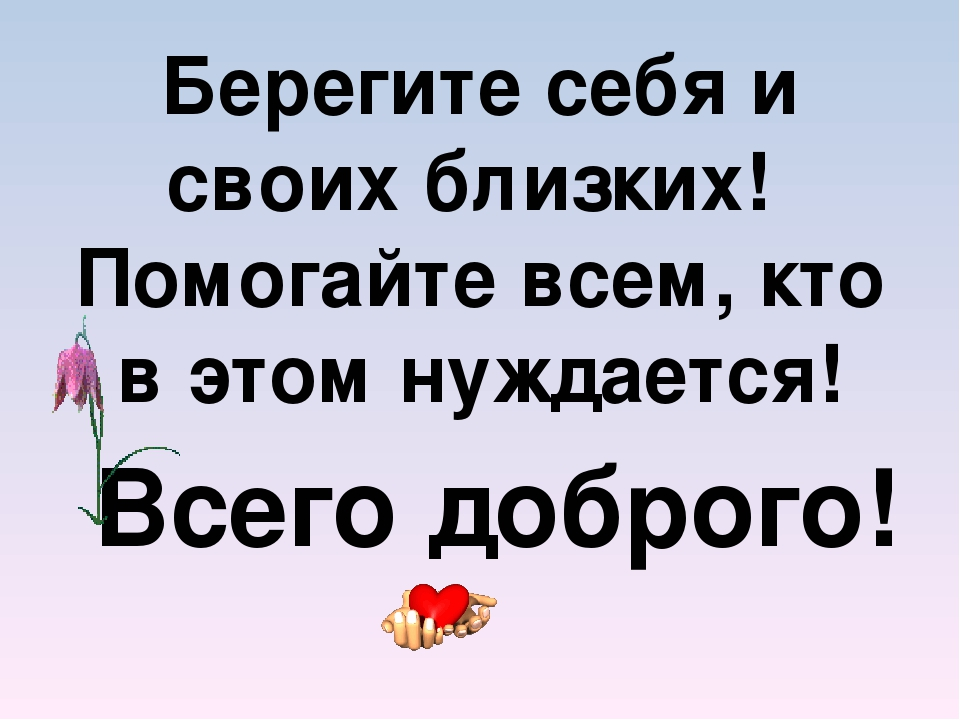 Берегите себя и
своих близких!
Помогайте всем, кто
в этом нуждается!
Всего доброго!